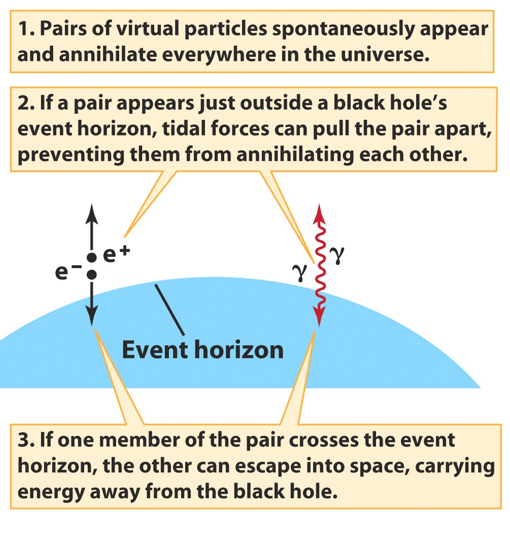 1. Pairs of virtual particles spontaneously appear
and annihilate everywhere in the universe.
2. If a pair appears just outside a black hole's
event horizon, tidal forces can pull the pair apart,
preventing them from annihilating each other.
e⁺
e⁻
γ
γ
Event horizon
3. If one member of the pair crosses the event
horizon, the other can escape into space, carrying
energy away from the black hole.